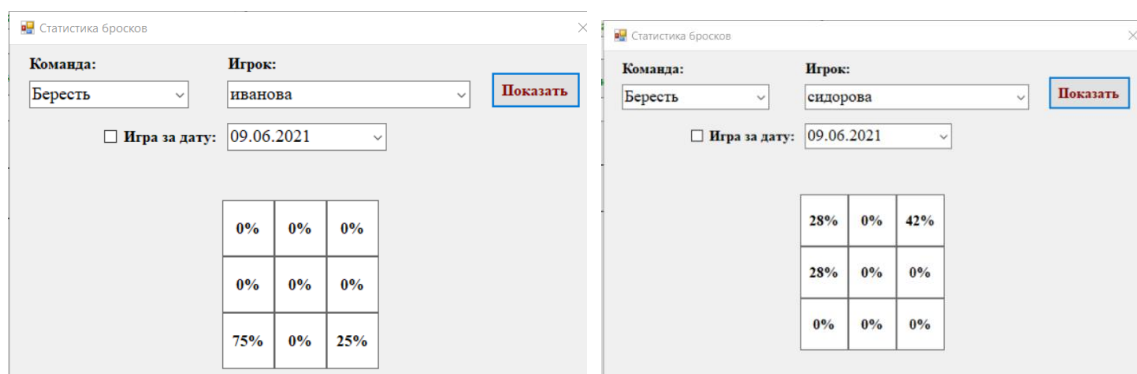 Статистика бросков
Команда: Игрок:
Бересть иванова Показать
Игра за дату: 09.06.2021
0% 0% 0%
0% 0% 0%
75% 0% 25%
Статистика бросков
Команда: Игрок:
Бересть сидорова Показать
Игра за дату: 09.06.2021
28% 0% 42%
28% 0% 0%
0% 0% 0%